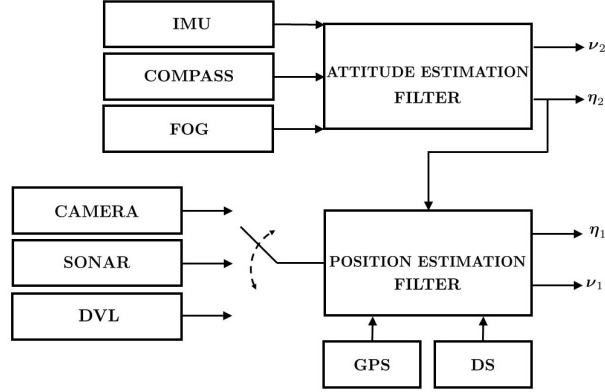 IMU
COMPASS
FOG
ATTITUDE ESTIMATION
FILTER
ν₂
η₂
CAMERA
SONAR
DVL
POSITION ESTIMATION
FILTER
η₁
ν₁
GPS
DS